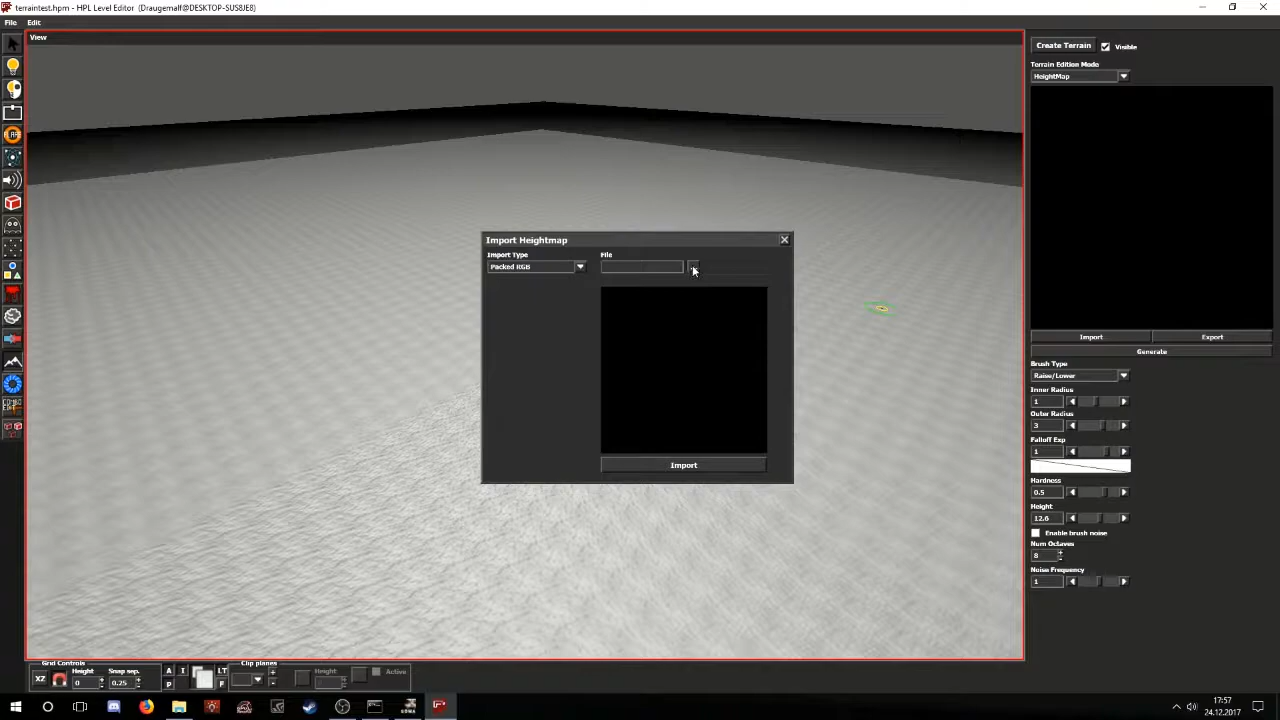 terraintest.hpm - HPL Level Editor (Draugemalf@DESKTOP-SUS8JE8)
File Edit
View
Create Terrain Visible
Terrain Edition Mode
HeightMap
Import Heightmap
Import Type File
Packed RGB
Import
Import Export
Generate
Brush Type
Raise/Lower
Inner Radius
1
Outer Radius
3
Falloff Exp
1
Hardness
0.5
Height
12.6
Enable brush noise
Num Octaves
8
Noise Frequency
1
Grid Controls
Height Snap sep.
XZ 0 0.25
A I LT
P F
Clip planes
Height Active
17:57
24.12.2017